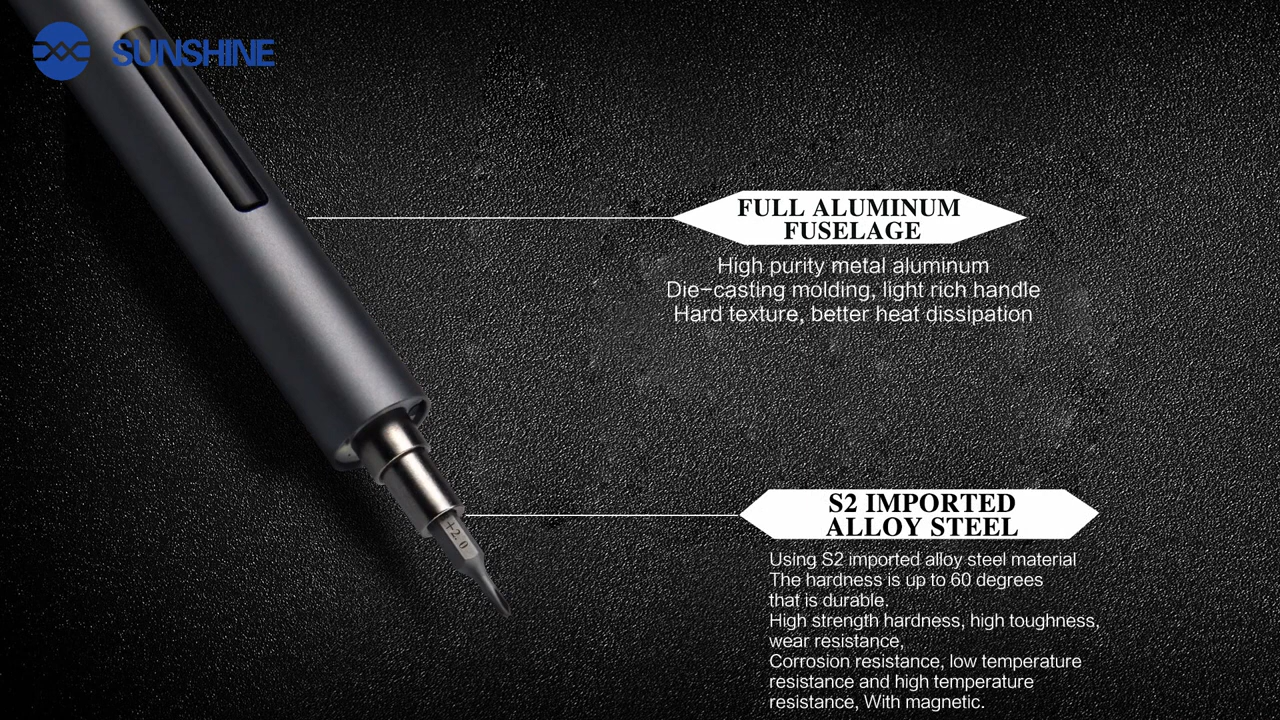 SUNSHINE
FULL ALUMINUM
FUSELAGE
High purity metal aluminum
Die-casting molding, light rich handle
Hard texture, better heat dissipation
+2.0
S2 IMPORTED
ALLOY STEEL
Using S2 imported alloy steel material
The hardness is up to 60 degrees
that is durable.
High strength hardness, high toughness,
wear resistance,
Corrosion resistance, low temperature
resistance and high temperature
resistance, With magnetic.